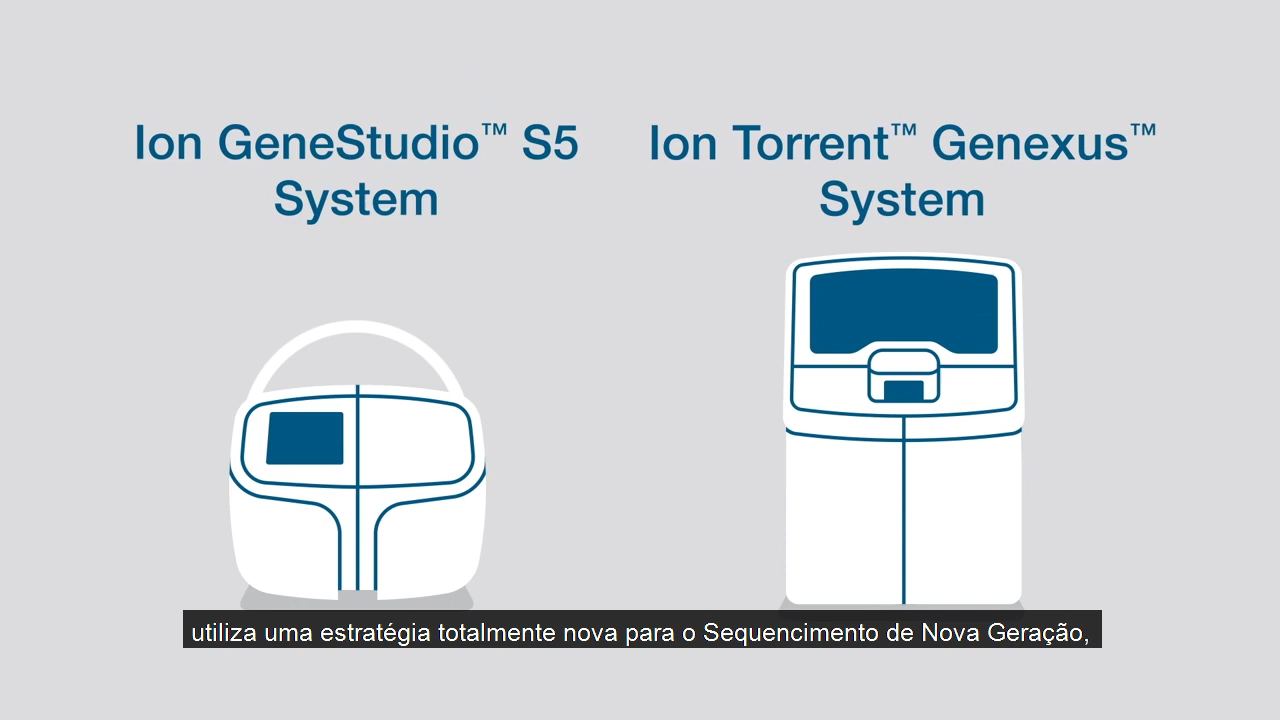 Ion GeneStudio™ S5
System
Ion Torrent™ Genexus™
System
utiliza uma estratégia totalmente nova para o Sequencimento de Nova Geração,